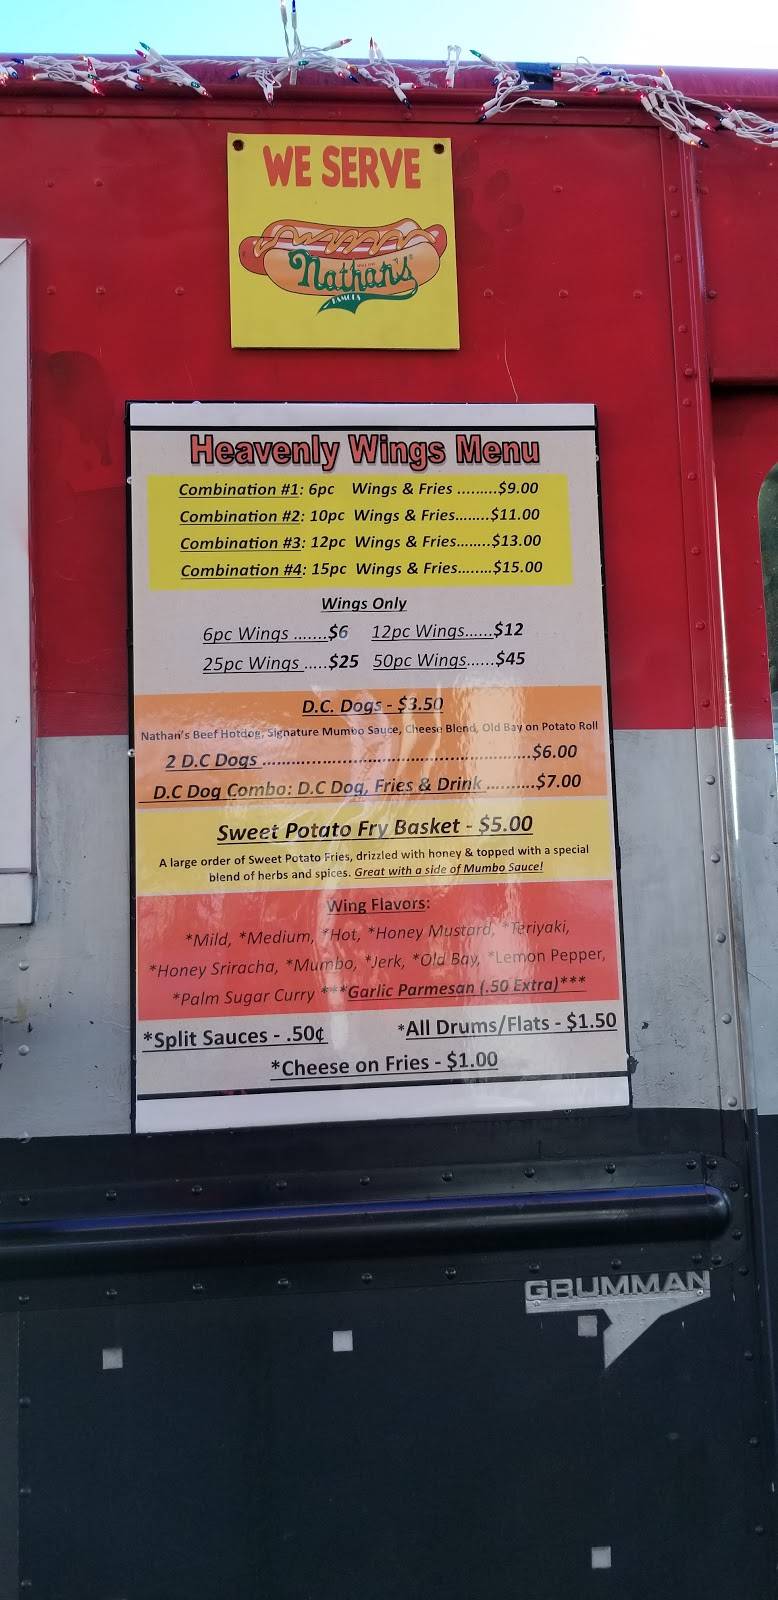 WE SERVE
Nathan's
FAMOUS
Heavenly Wings Menu
Combination #1: 6pc Wings & Fries .........$9.00
Combination #2: 10pc Wings & Fries........$11.00
Combination #3: 12pc Wings & Fries........$13.00
Combination #4: 15pc Wings & Fries........$15.00
Wings Only
6pc Wings .......$6 12pc Wings......$12
25pc Wings .....$25 50pc Wings......$45
D.C. Dogs - $3.50
Nathan's Beef Hotdog, Signature Mumbo Sauce, Cheese Blend, Old Bay on Potato Roll
2 D.C Dogs ....................................................$6.00
D.C Dog Combo: D.C Dog, Fries & Drink ..........$7.00
Sweet Potato Fry Basket - $5.00
A large order of Sweet Potato Fries, drizzled with honey & topped with a special
blend of herbs and spices. Great with a side of Mumbo Sauce!
Wing Flavors:
*Mild, *Medium, *Hot, *Honey Mustard, *Teriyaki,
*Honey Sriracha, *Mumbo, *Jerk, *Old Bay, *Lemon Pepper,
*Palm Sugar Curry ***Garlic Parmesan (.50 Extra)***
*Split Sauces - .50¢ *All Drums/Flats - $1.50
*Cheese on Fries - $1.00
GRUMMAN